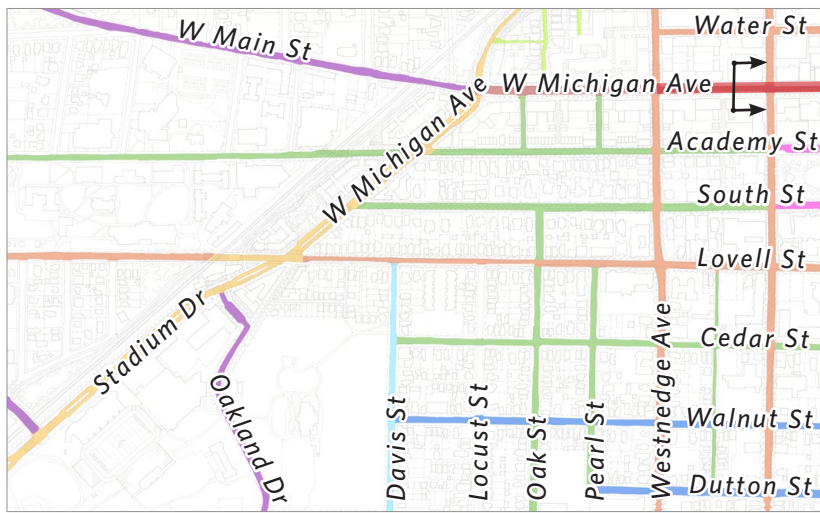 W Main St
Water St
W Michigan Ave
W Michigan Ave
Academy St
South St
Lovell St
Stadium Dr
Cedar St
Oakland Dr
Davis St
Locust St
Oak St
Pearl St
Westnedge Ave
Walnut St
Dutton St